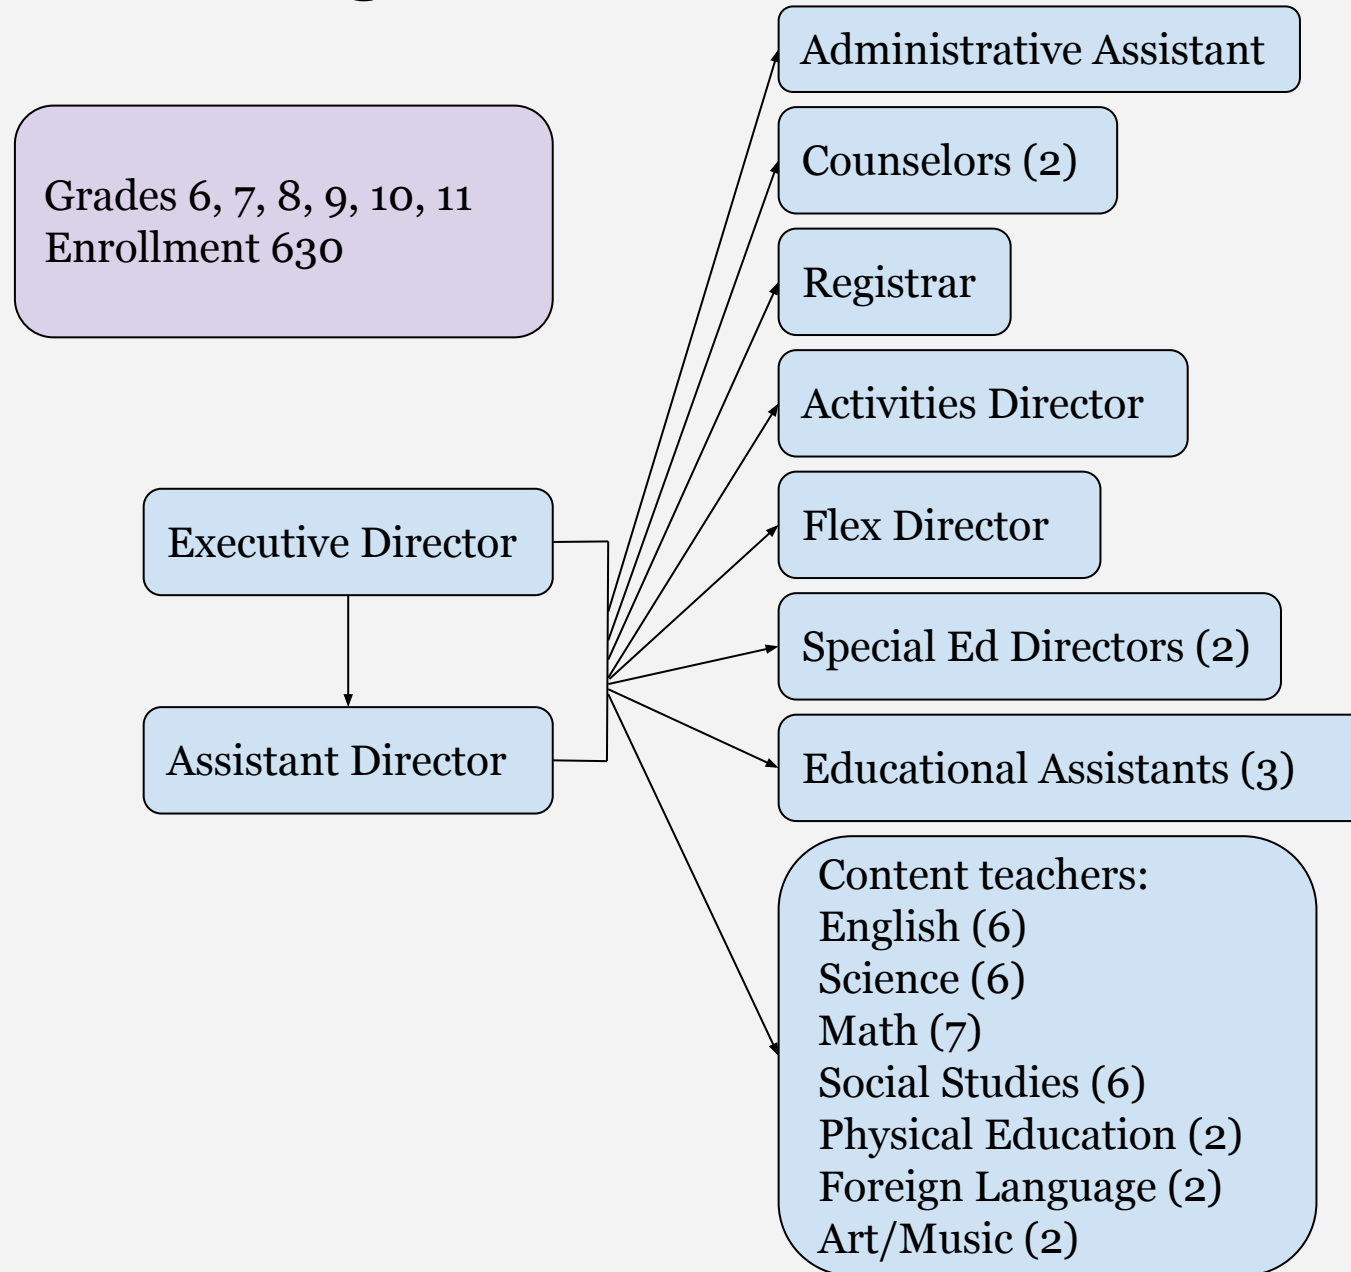 Grades 6, 7, 8, 9, 10, 11
Enrollment 630
Executive Director
Assistant Director
Administrative Assistant
Counselors (2)
Registrar
Activities Director
Flex Director
Special Ed Directors (2)
Educational Assistants (3)
Content teachers:
English (6)
Science (6)
Math (7)
Social Studies (6)
Physical Education (2)
Foreign Language (2)
Art/Music (2)